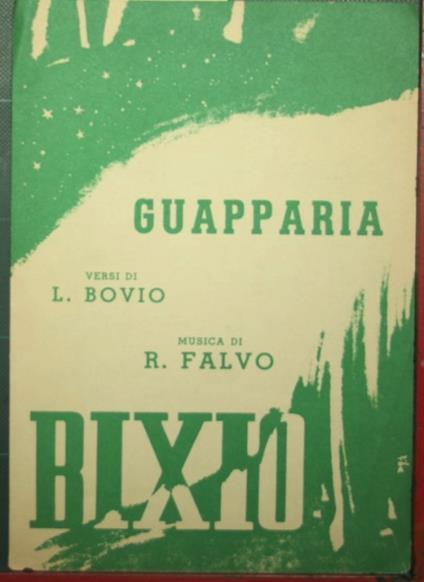 GUAPPARIA
VERSI DI
L. BOVIO
MUSICA DI
R. FALVO
BIXIO